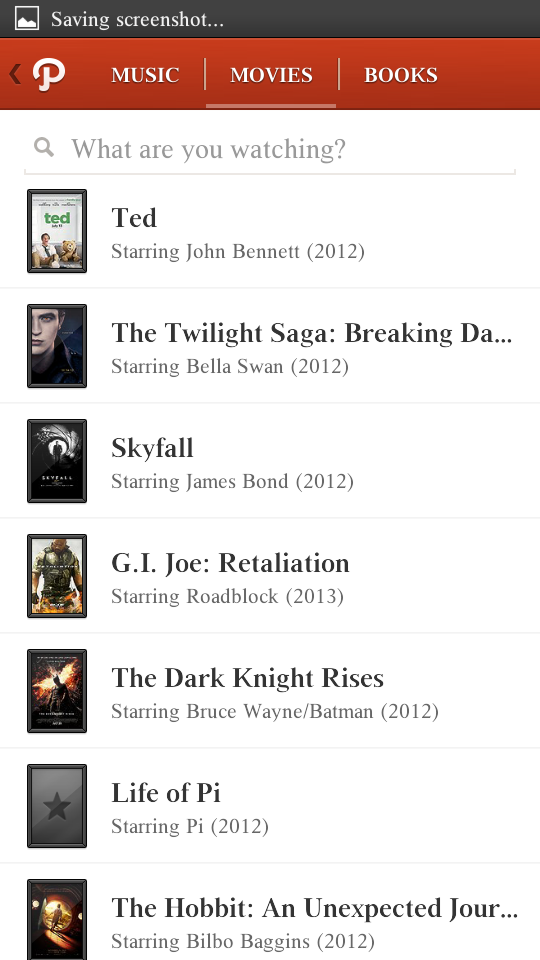 Saving screenshot...
MUSIC
MOVIES
BOOKS
What are you watching?
ted
Ted
Starring John Bennett (2012)
The Twilight Saga: Breaking Da...
Starring Bella Swan (2012)
SKYFALL
Skyfall
Starring James Bond (2012)
G.I. Joe: Retaliation
Starring Roadblock (2013)
The Dark Knight Rises
Starring Bruce Wayne/Batman (2012)
Life of Pi
Starring Pi (2012)
The Hobbit: An Unexpected Jour...
Starring Bilbo Baggins (2012)